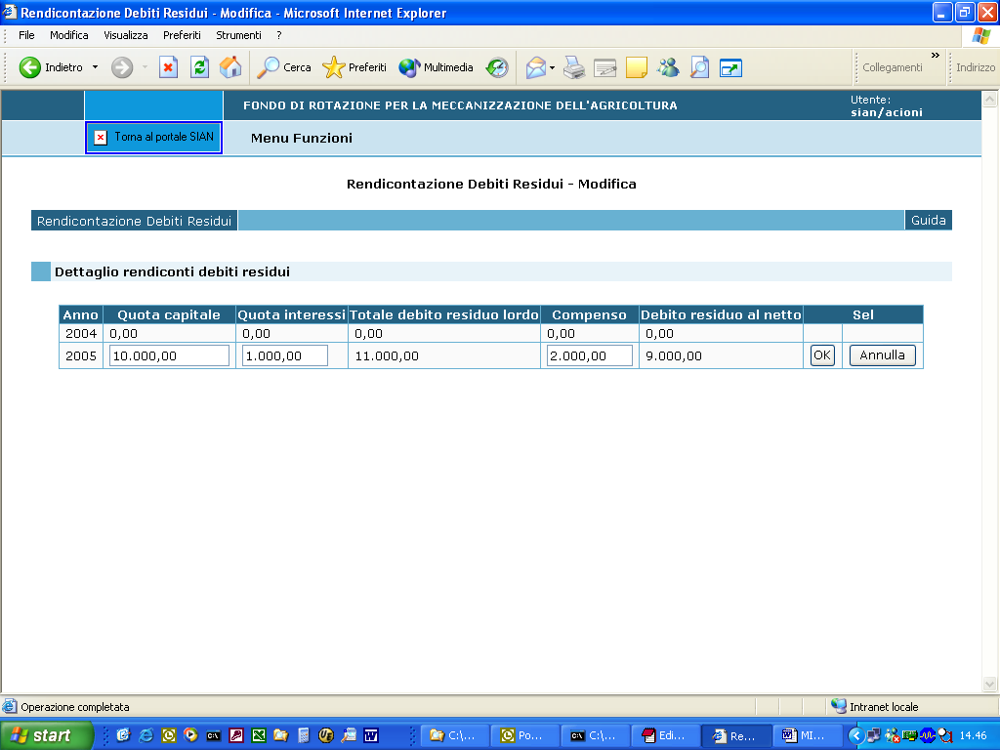 Rendicontazione Debiti Residui - Modifica - Microsoft Internet Explorer
File Modifica Visualizza Preferiti Strumenti ?
Indietro Cerca Preferiti Multimedia Collegamenti » Indirizzo
FONDO DI ROTAZIONE PER LA MECCANIZZAZIONE DELL'AGRICOLTURA
Utente:
sian/acioni
Torna al portale SIAN Menu Funzioni
Rendicontazione Debiti Residui - Modifica
Rendicontazione Debiti Residui Guida
Dettaglio rendiconti debiti residui
Anno Quota capitale Quota interessi Totale debito residuo lordo Compenso Debito residuo al netto Sel
2004 0,00 0,00 0,00 0,00 0,00
2005 10.000,00 1.000,00 11.000,00 2.000,00 9.000,00 OK Annulla
Operazione completata Intranet locale
start C:\... Po... C:\... Edi... Re... MI... 14.46